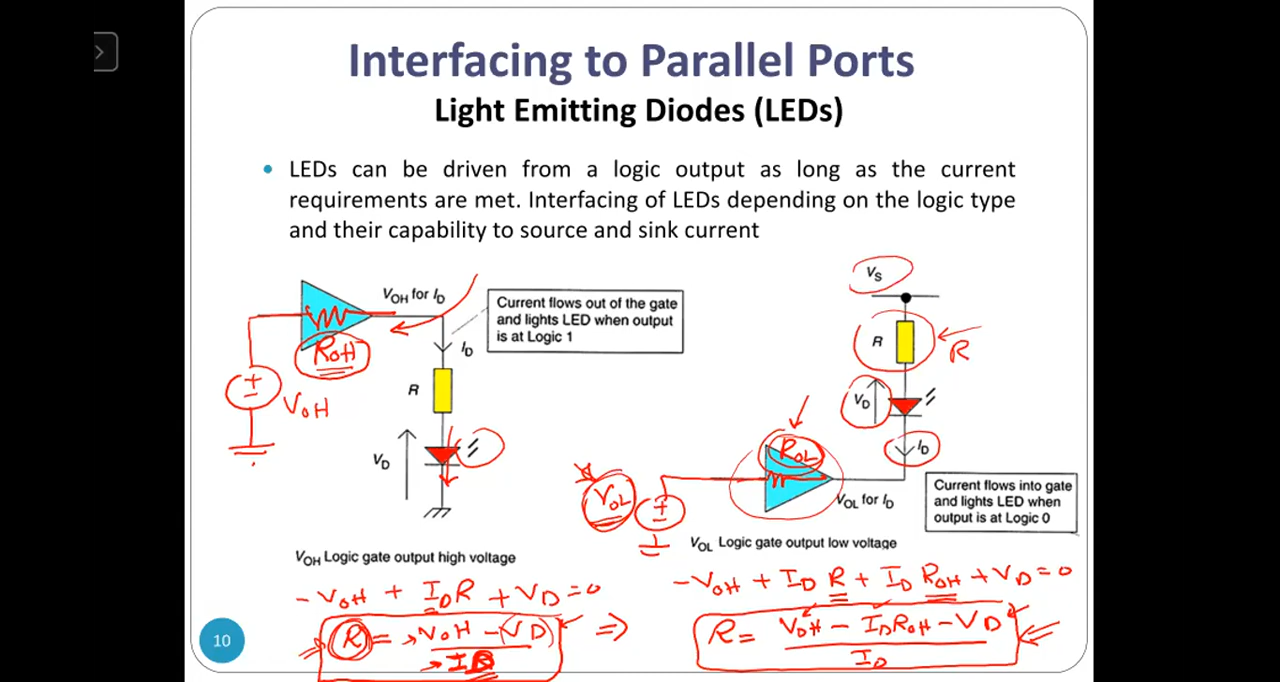 Interfacing to Parallel Ports
Light Emitting Diodes (LEDs)
• LEDs can be driven from a logic output as long as the current
requirements are met. Interfacing of LEDs depending on the logic type
and their capability to source and sink current
VOH for ID
Current flows out of the gate
and lights LED when output
is at Logic 1
ROH
ID
R
VOH
VD
VS
R
R
VD
ID
ROL
VOL
VOL for ID
Current flows into gate
and lights LED when
output is at Logic 0
VOH Logic gate output high voltage
VOL Logic gate output low voltage
-VOH + IDR + VD = 0
R = VOH - VD / ID
-VOH + ID R + ID ROH + VD = 0
R = VOH - IDROH - VD / ID
10